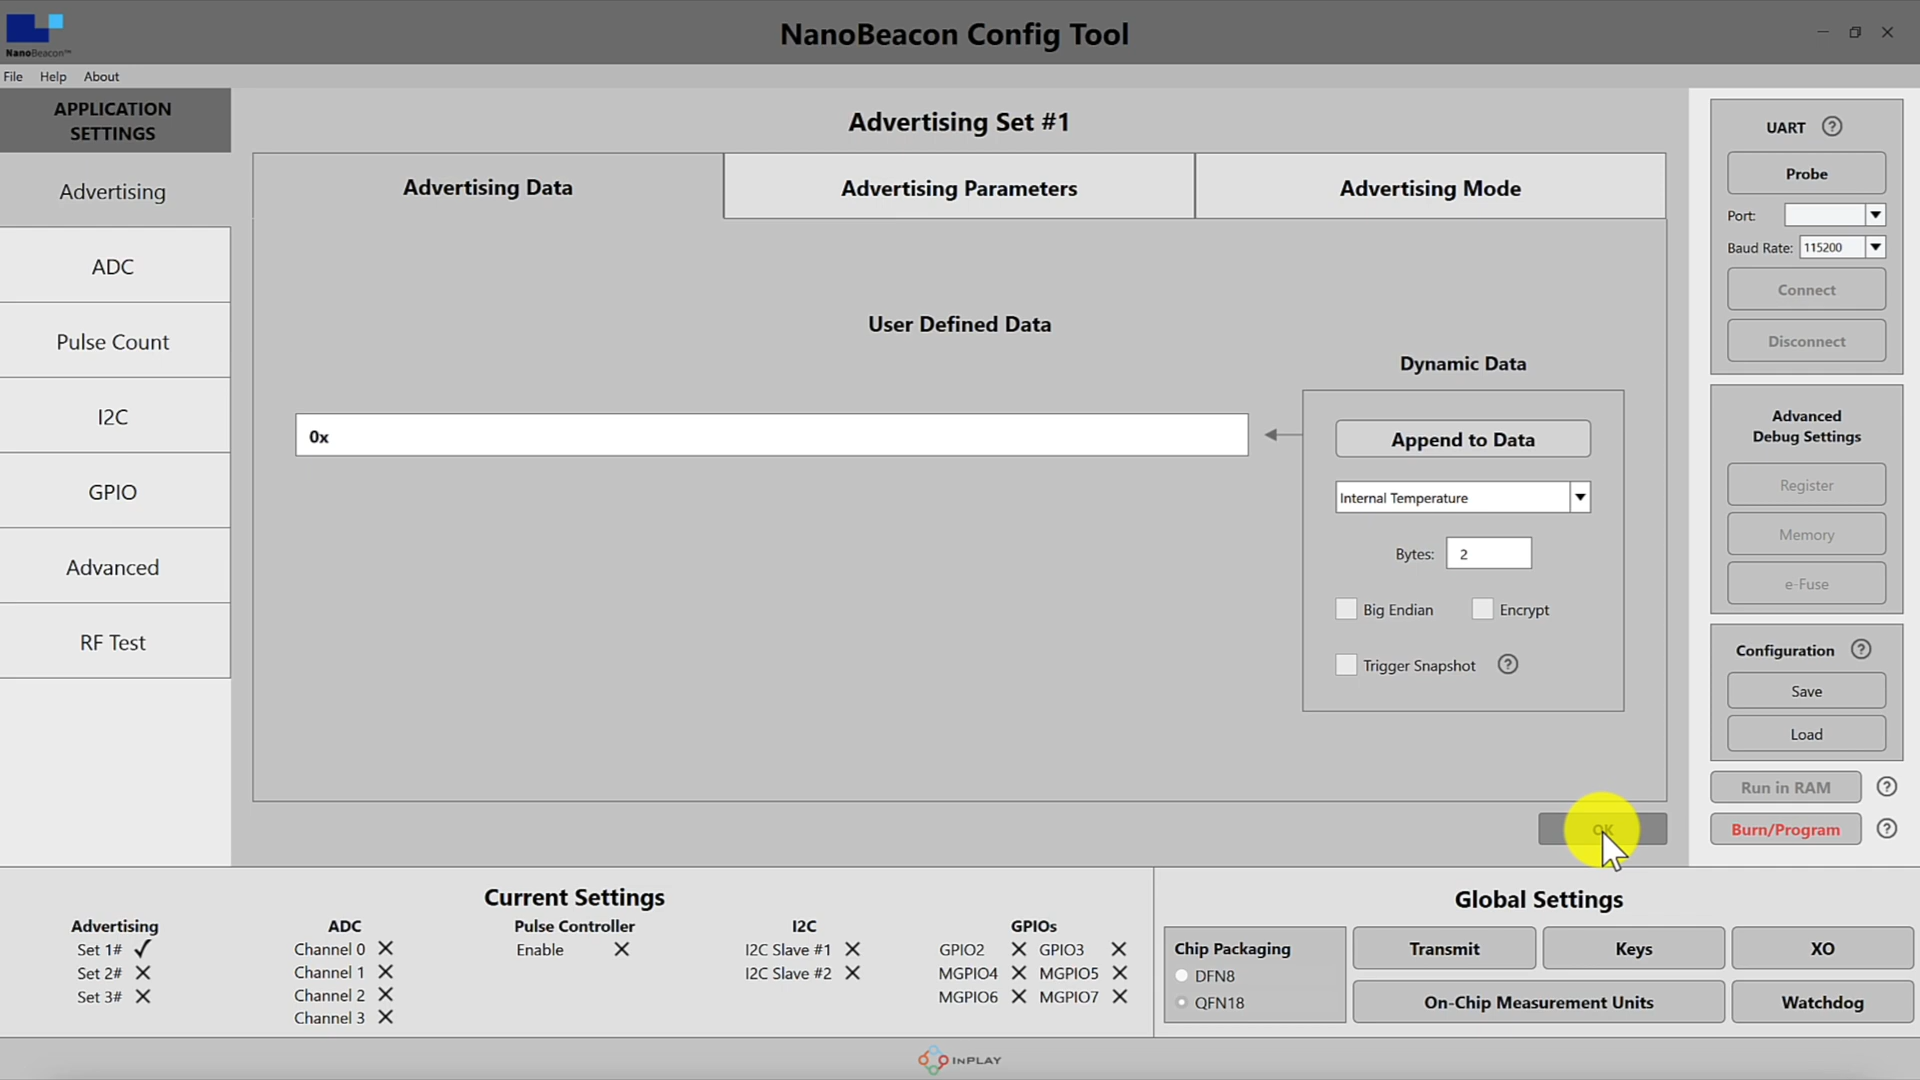 NanoBeacon™
NanoBeacon Config Tool
File Help About
APPLICATION
SETTINGS
Advertising
ADC
Pulse Count
I2C
GPIO
Advanced
RF Test
Advertising Set #1
Advertising Data
Advertising Parameters
Advertising Mode
User Defined Data
0x
Dynamic Data
Append to Data
Internal Temperature
Bytes: 2
Big Endian Encrypt
Trigger Snapshot ?
OK
UART ?
Probe
Port:
Baud Rate: 115200
Connect
Disconnect
Advanced
Debug Settings
Register
Memory
e-Fuse
Configuration ?
Save
Load
Run in RAM ?
Burn/Program ?
Current Settings
Advertising
Set 1#
Set 2#
Set 3#
ADC
Channel 0
Channel 1
Channel 2
Channel 3
Pulse Controller
Enable
I2C
I2C Slave #1
I2C Slave #2
GPIOs
GPIO2 GPIO3
MGPIO4 MGPIO5
MGPIO6 MGPIO7
Global Settings
Chip Packaging
DFN8
QFN18
Transmit
Keys
XO
On-Chip Measurement Units
Watchdog
INPLAY